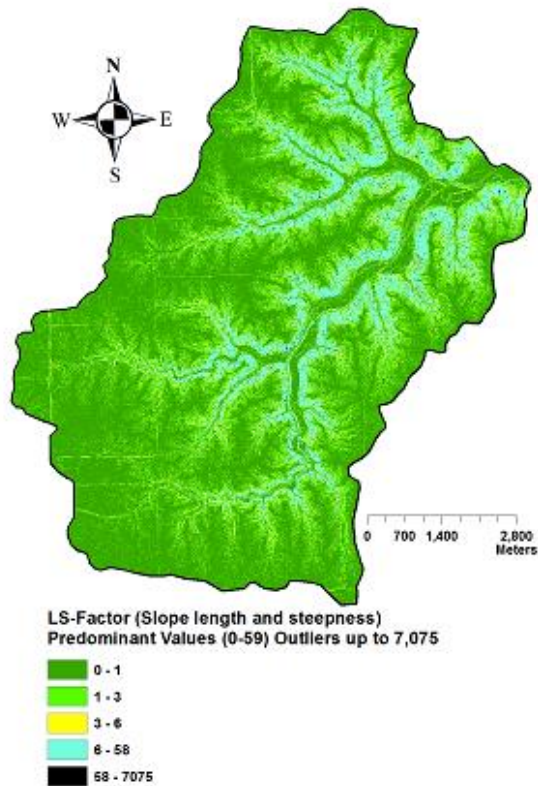 N
W E
S
0 700 1,400 2,800
Meters
LS-Factor (Slope length and steepness)
Predominant Values (0-59) Outliers up to 7,075
0 - 1
1 - 3
3 - 6
6 - 58
58 - 7075